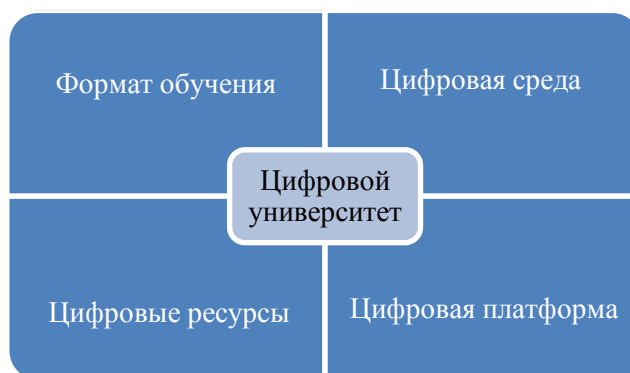 Формат обучения
Цифровая среда
Цифровой
университет
Цифровые ресурсы
Цифровая платформа